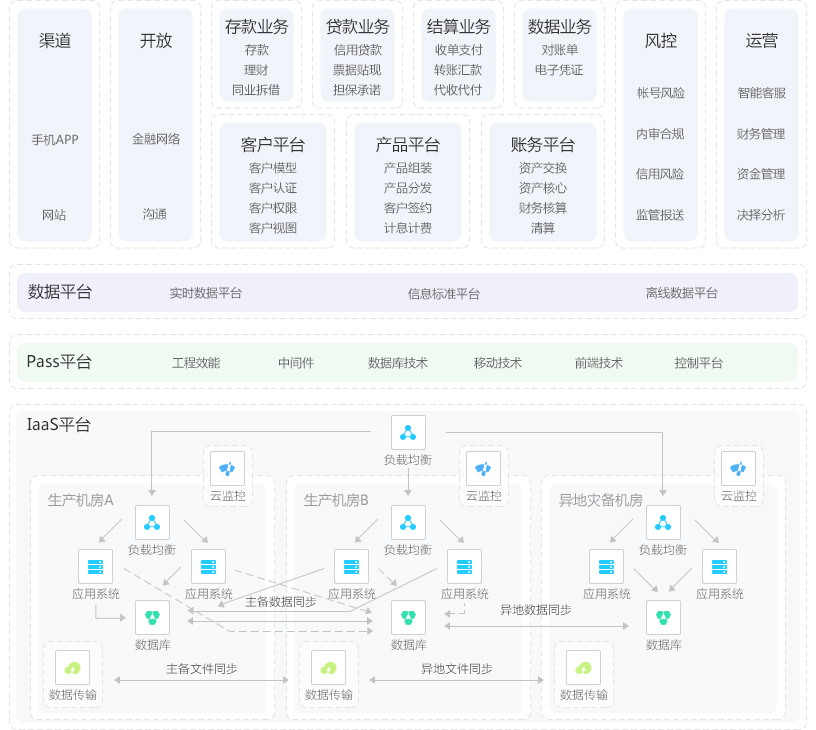 渠道
手机APP
网站
开放
金融网络
沟通
存款业务
存款
理财
同业拆借
贷款业务
信用贷款
票据贴现
担保承诺
结算业务
收单支付
转账汇款
代收代付
数据业务
对账单
电子凭证
客户平台
客户模型
客户认证
客户权限
客户视图
产品平台
产品组装
产品分发
客户签约
计息计费
账务平台
资产交换
资产核心
财务核算
清算
风控
帐号风险
内审合规
信用风险
监管报送
运营
智能客服
财务管理
资金管理
决择分析
数据平台
实时数据平台
信息标准平台
离线数据平台
Pass平台
工程效能
中间件
数据库技术
移动技术
前端技术
控制平台
IaaS平台
负载均衡
生产机房A
云监控
负载均衡
应用系统
应用系统
数据库
数据传输
生产机房B
云监控
负载均衡
应用系统
应用系统
数据库
数据传输
异地灾备机房
云监控
负载均衡
应用系统
应用系统
数据库
数据传输
主备数据同步
异地数据同步
主备文件同步
异地文件同步